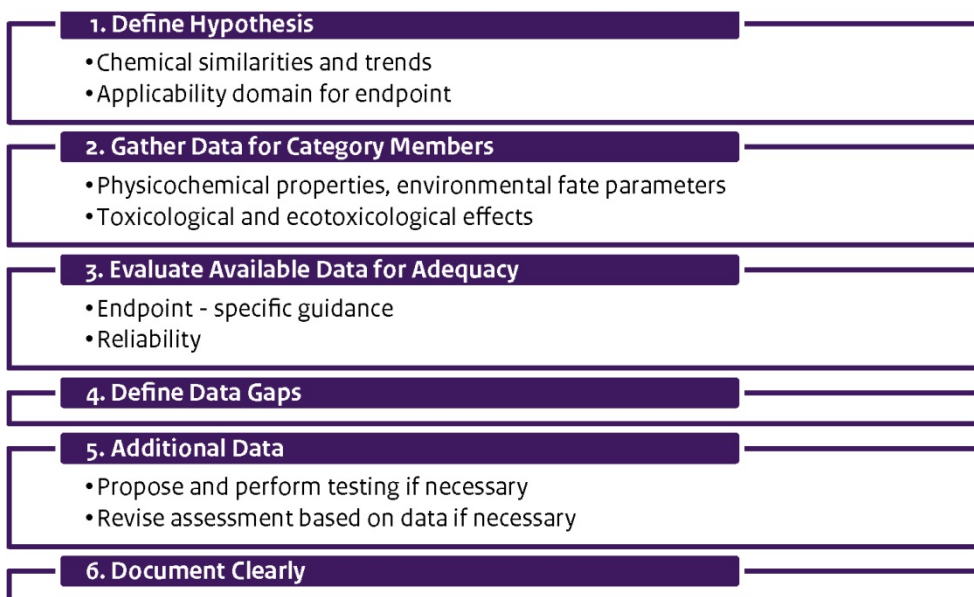 1. Define Hypothesis
•Chemical similarities and trends
•Applicability domain for endpoint
2. Gather Data for Category Members
•Physicochemical properties, environmental fate parameters
•Toxicological and ecotoxicological effects
3. Evaluate Available Data for Adequacy
•Endpoint - specific guidance
•Reliability
4. Define Data Gaps
5. Additional Data
•Propose and perform testing if necessary
•Revise assessment based on data if necessary
6. Document Clearly